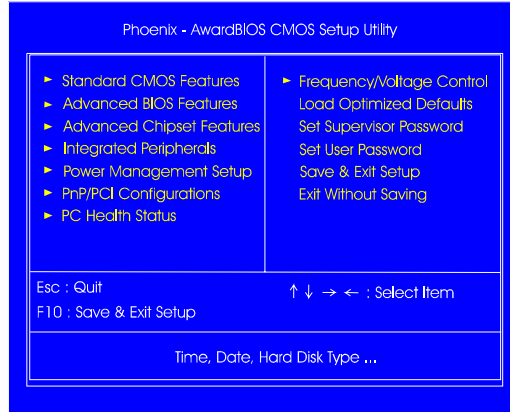 Phoenix - AwardBIOS CMOS Setup Utility
► Standard CMOS Features
► Advanced BIOS Features
► Advanced Chipset Features
► Integrated Peripherals
► Power Management Setup
► PnP/PCI Configurations
► PC Health Status
► Frequency/Voltage Control
Load Optimized Defaults
Set Supervisor Password
Set User Password
Save & Exit Setup
Exit Without Saving
Esc : Quit
F10 : Save & Exit Setup
↑ ↓ → ← : Select Item
Time, Date, Hard Disk Type ...